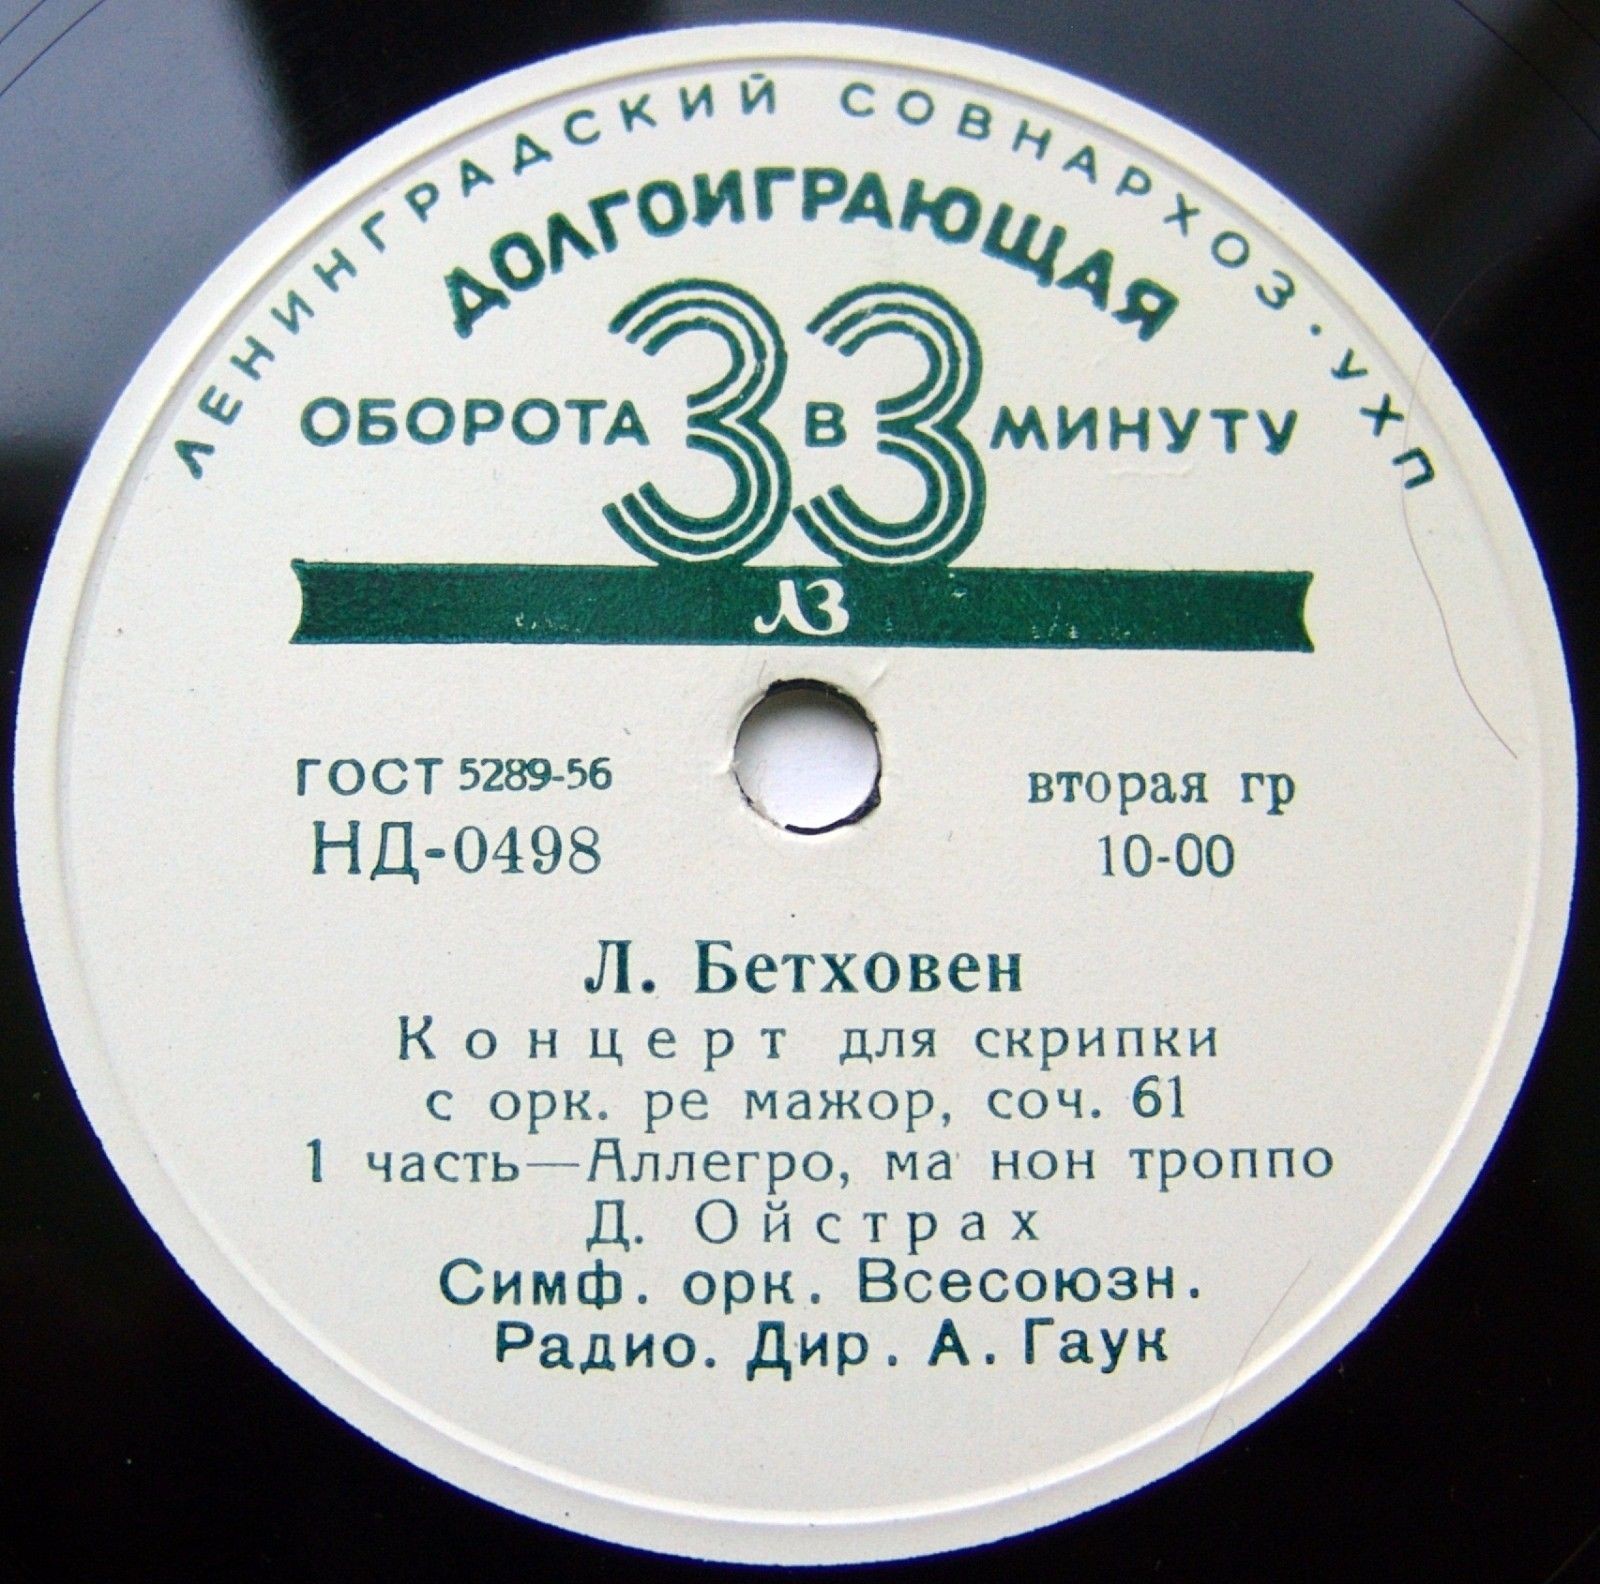 ЛЕНИНГРАДСКИЙ СОВНАРХОЗ · УХП
ДОЛГОИГРАЮЩАЯ
ОБОРОТА 33 В МИНУТУ
ЛЗ
ГОСТ 5289-56
НД-0498
вторая гр
10-00
Л. Бетховен
Концерт для скрипки
с орк. ре мажор, соч. 61
1 часть—Аллегро, ма нон троппо
Д. Ойстрах
Симф. орк. Всесоюзн.
Радио. Дир. А. Гаук